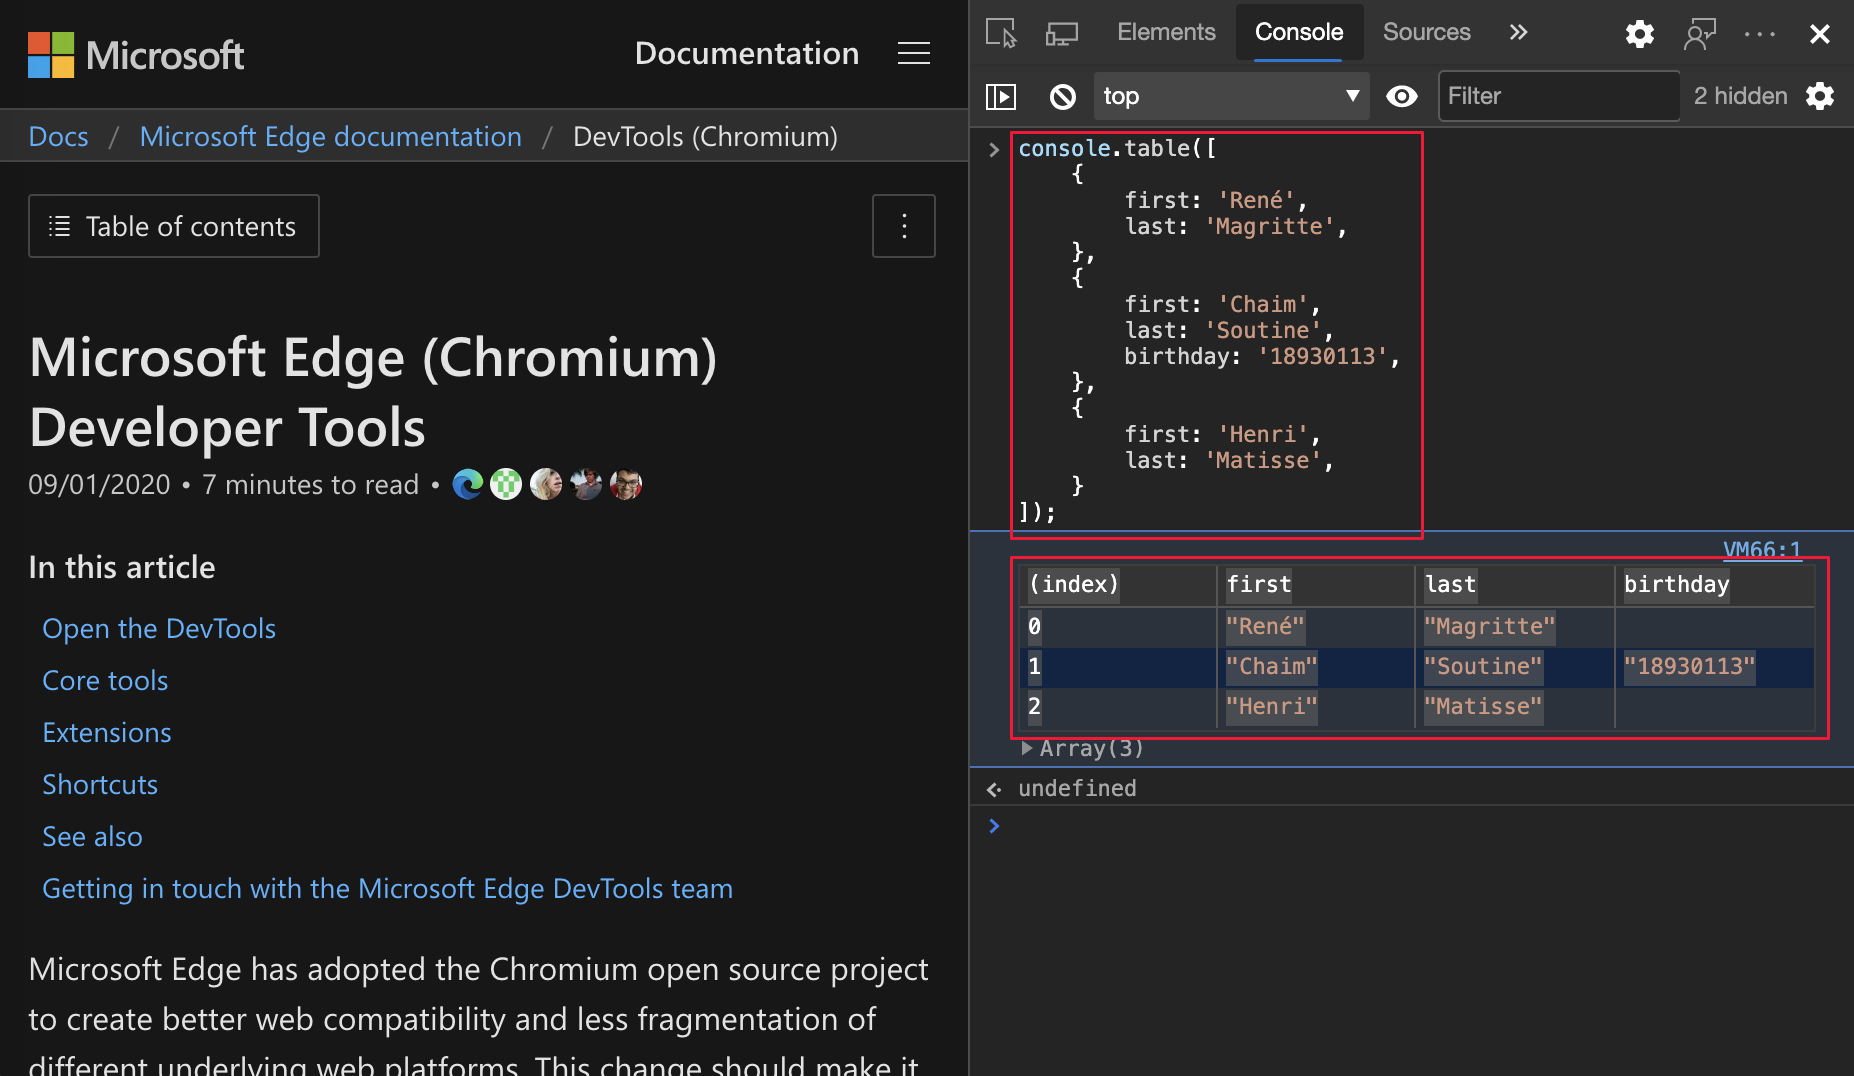 Microsoft
Documentation
Docs / Microsoft Edge documentation / DevTools (Chromium)
Table of contents
Microsoft Edge (Chromium)
Developer Tools
09/01/2020 • 7 minutes to read •
In this article
Open the DevTools
Core tools
Extensions
Shortcuts
See also
Getting in touch with the Microsoft Edge DevTools team
Microsoft Edge has adopted the Chromium open source project
to create better web compatibility and less fragmentation of
different underlying web platforms. This change should make it
Elements Console Sources »
top Filter 2 hidden
> console.table([
{
first: 'René',
last: 'Magritte',
},
{
first: 'Chaim',
last: 'Soutine',
birthday: '18930113',
},
{
first: 'Henri',
last: 'Matisse',
}
]);
VM66:1
(index) first last birthday
0 "René" "Magritte"
1 "Chaim" "Soutine" "18930113"
2 "Henri" "Matisse"
Array(3)
undefined
>